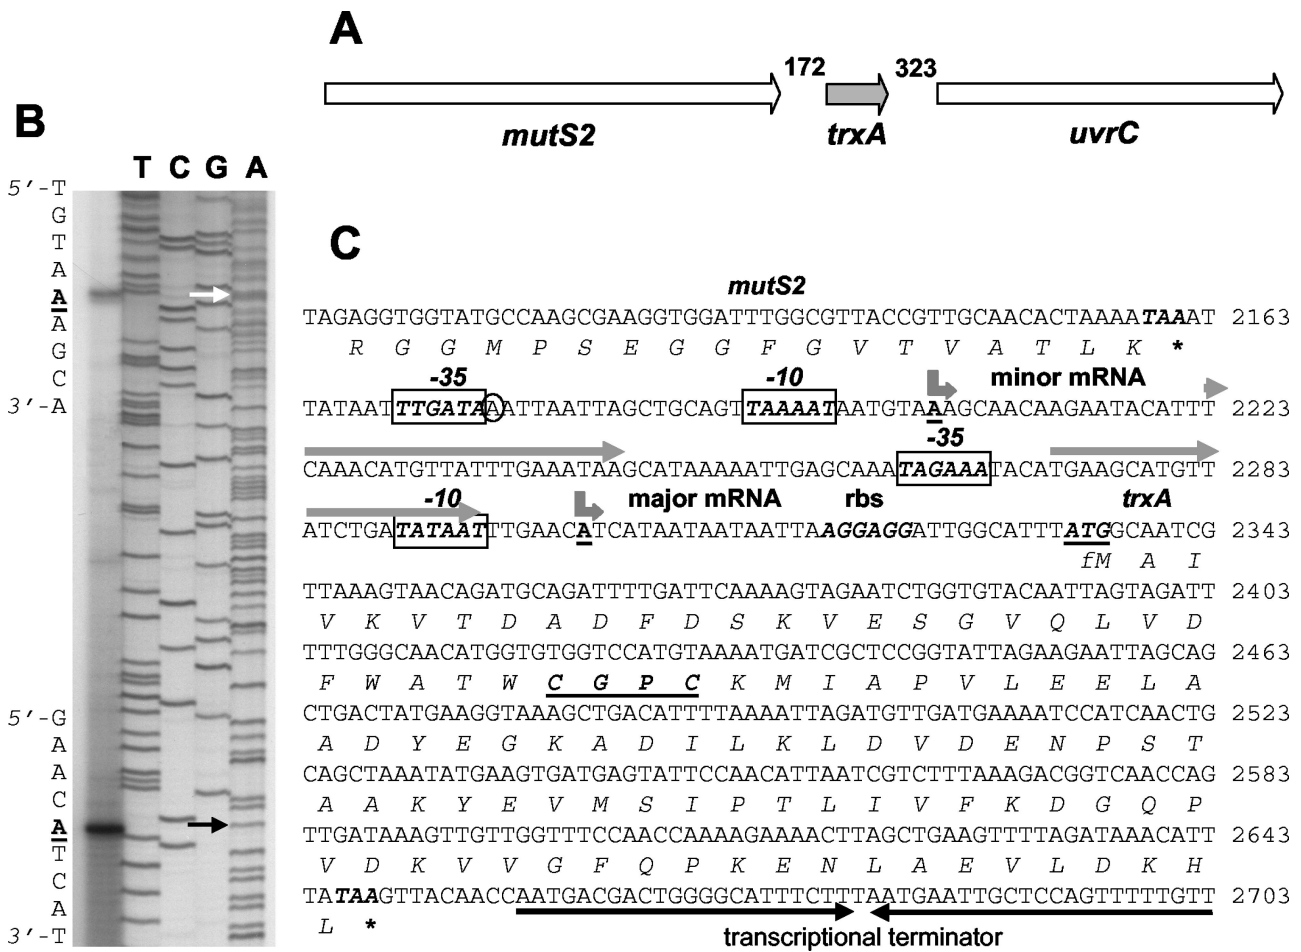 A
172
323
mutS2
trxA
uvrC
B
T C G A
5′-T
G
T
A
A
A
G
C
3′-A
5′-G
A
A
C
A
T
C
A
3′-T
C
mutS2
TAGAGGTGGTATGCCAAGCGAAGGTGGATTTGGCGTTACCGTTGCAACACTAAAATAAAT 2163
R G G M P S E G G F G V T V A T L K *
-35 -10 minor mRNA
TATAATTTGATAAATTAATTAGCTGCAGTTAAAATAATGTAAAGCAACAAGAATACATTT 2223
-35
CAAACATGTTATTTGAAATAAGCATAAAAATTGAGCAAATAGAAATACATGAAGCATGTT 2283
-10 major mRNA rbs trxA
ATCTGATATAATTTGAACATCATAATAATAATTAAGGAGGATTGGCATTTATGGCAATCG 2343
fM A I
TTAAAGTAACAGATGCAGATTTTGATTCAAAAGTAGAATCTGGTGTACAATTAGTAGATT 2403
V K V T D A D F D S K V E S G V Q L V D
TTTGGGCAACATGGTGTGGTCCATGTAAAATGATCGCTCCGGTATTAGAAGAATTAGCAG 2463
F W A T W C G P C K M I A P V L E E L A
CTGACTATGAAGGTAAAGCTGACATTTTAAAATTAGATGTTGATGAAAATCCATCAACTG 2523
A D Y E G K A D I L K L D V D E N P S T
CAGCTAAATATGAAGTGATGAGTATTCCAACATTAATCGTCTTTAAAGACGGTCAACCAG 2583
A A K Y E V M S I P T L I V F K D G Q P
TTGATAAAGTTGTTGGTTTCCAACCAAAAGAAAACTTAGCTGAAGTTTTAGATAAACATT 2643
V D K V V G F Q P K E N L A E V L D K H
TATAAGTTACAACCAATGACGACTGGGGCATTTCTTTAATGAATTGCTCCAGTTTTTGTT 2703
L *
transcriptional terminator